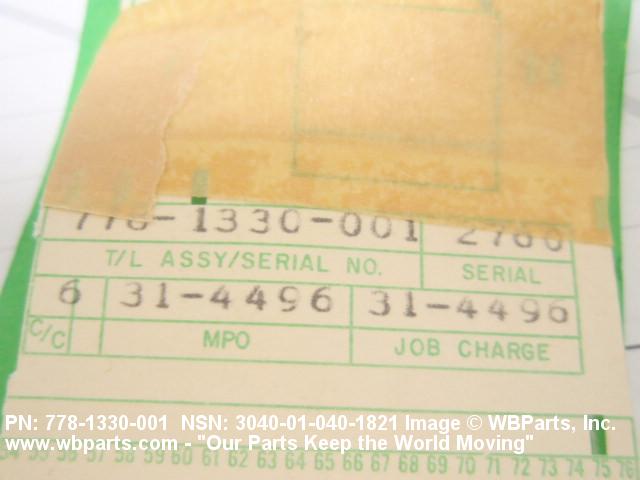 778-1330-001 2760
T/L ASSY/SERIAL NO. SERIAL
6 31-4496 31-4496
C/C MPO JOB CHARGE
PN: 778-1330-001 NSN: 3040-01-040-1821 Image © WBParts, Inc.
www.wbparts.com - "Our Parts Keep the World Moving"
54 55 56 57 58 59 60 61 62 63 64 65 66 67 68 69 70 71 72 73 74 75 76